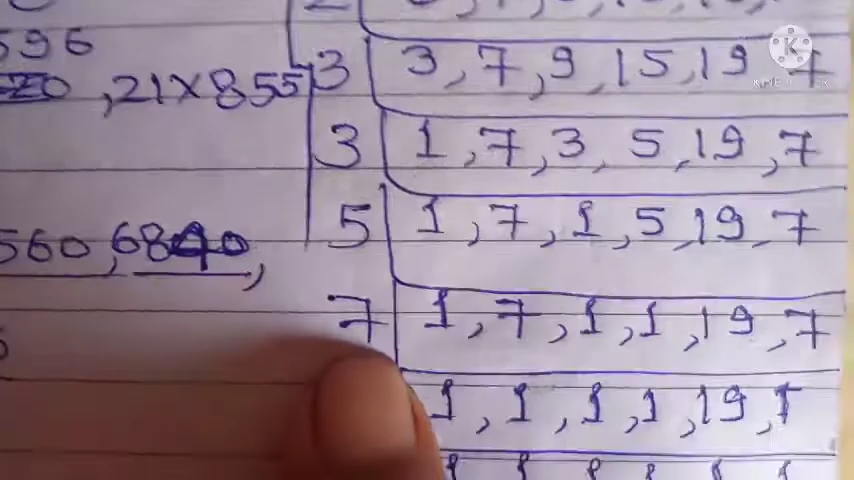 596
3 | 3, 7, 9, 15, 19, 7
, 21×855
3 | 1, 7, 3, 5, 19, 7
5 | 1, 7, 1, 5, 19, 7
560, 6840,
7 | 1, 7, 1, 1, 19, 7
1, 1, 1, 1, 19, 1